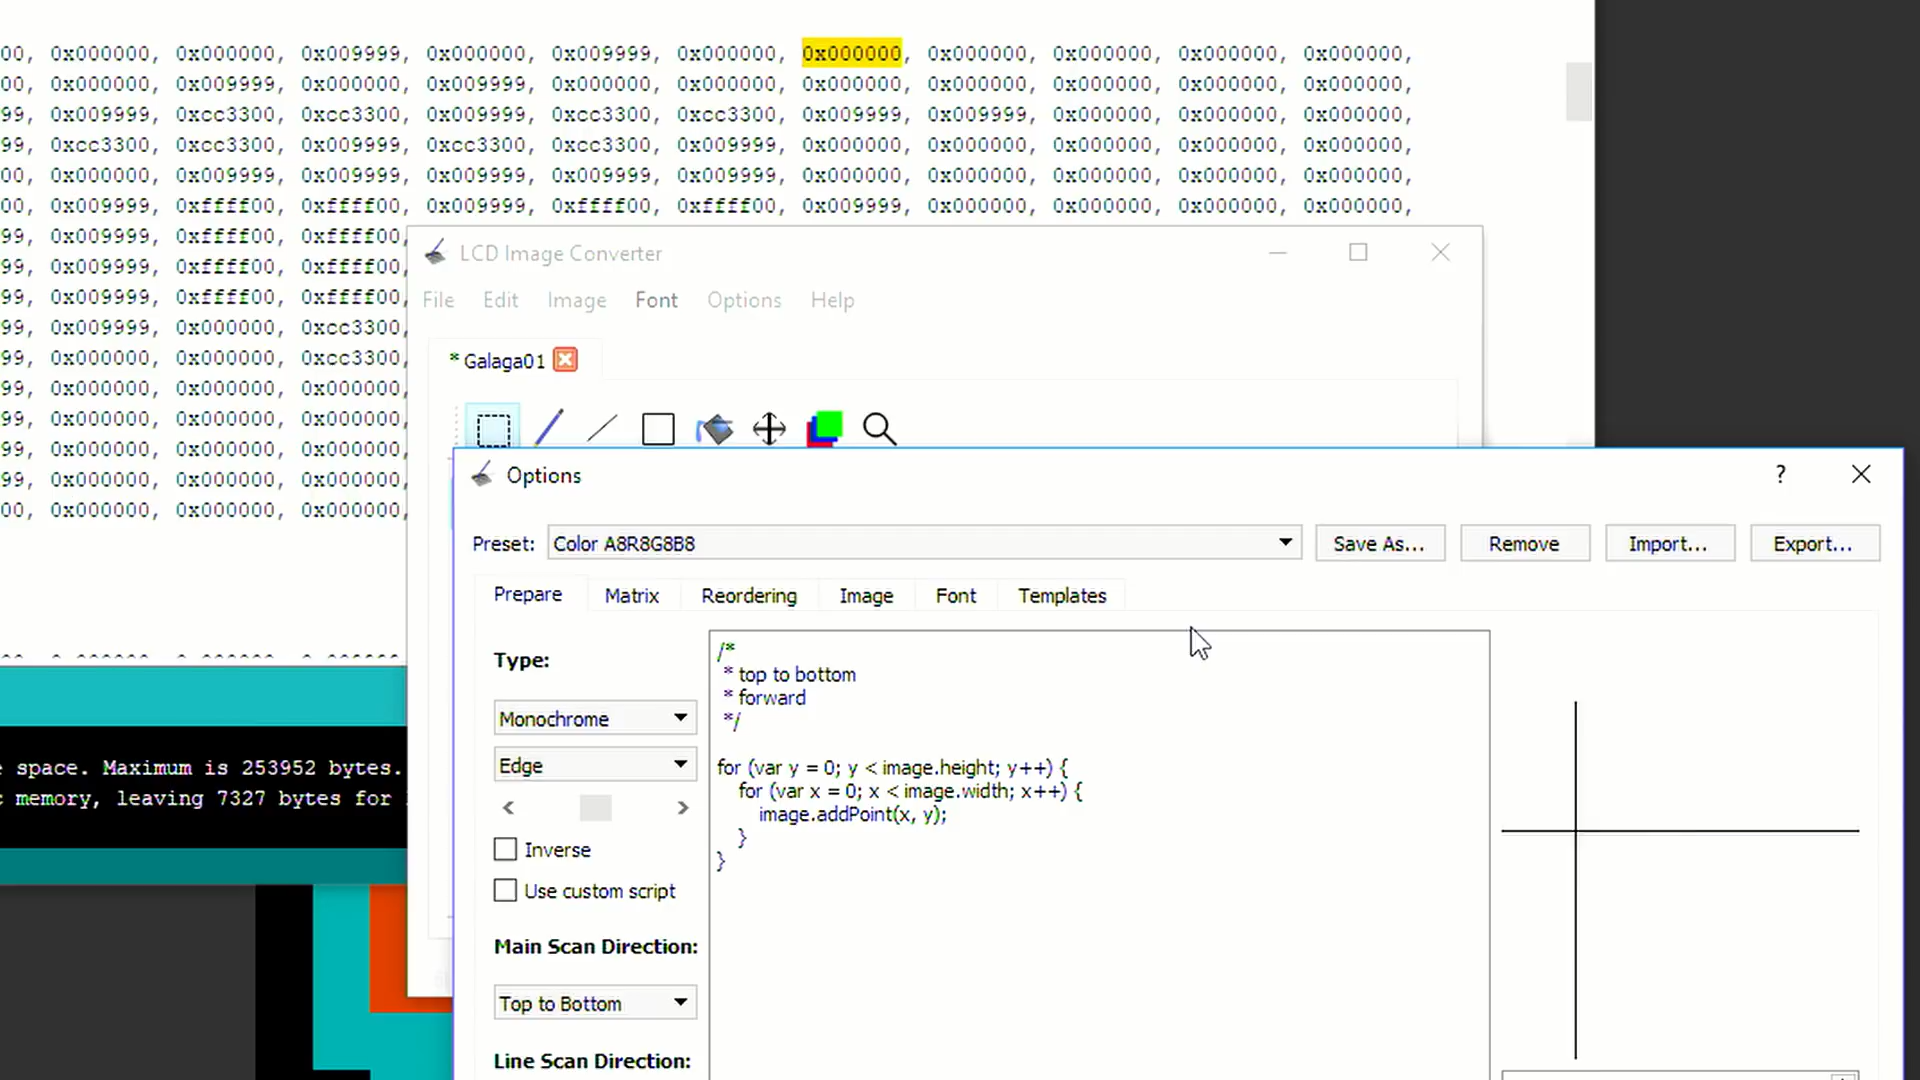 00, 0x000000, 0x000000, 0x009999, 0x000000, 0x009999, 0x000000, 0x000000, 0x000000, 0x000000, 0x000000, 0x000000,
00, 0x000000, 0x009999, 0x000000, 0x009999, 0x000000, 0x009999, 0x000000, 0x000000, 0x000000, 0x000000, 0x000000,
99, 0x009999, 0xcc3300, 0xcc3300, 0x009999, 0xcc3300, 0xcc3300, 0x009999, 0x009999, 0x000000, 0x000000, 0x000000,
99, 0xcc3300, 0xcc3300, 0x009999, 0xcc3300, 0xcc3300, 0x009999, 0x000000, 0x000000, 0x000000, 0x000000, 0x000000,
00, 0x000000, 0x009999, 0x009999, 0x009999, 0x009999, 0x009999, 0x000000, 0x000000, 0x000000, 0x000000, 0x000000,
00, 0x009999, 0xffff00, 0xffff00, 0x009999, 0xffff00, 0xffff00, 0x009999, 0x000000, 0x000000, 0x000000, 0x000000,
99, 0x009999, 0xffff00, 0xffff00,
99, 0x009999, 0xffff00, 0xffff00,
99, 0x009999, 0xffff00, 0xffff00,
99, 0x009999, 0x000000, 0xcc3300,
99, 0x000000, 0x000000, 0xcc3300,
99, 0x000000, 0x000000, 0x000000,
99, 0x000000, 0x000000, 0x000000,
99, 0x000000, 0x000000, 0x000000,
99, 0x000000, 0x000000, 0x000000,
00, 0x000000, 0x000000, 0x000000,
LCD Image Converter
File Edit Image Font Options Help
* Galaga01
Options
Preset: Color A8R8G8B8 Save As... Remove Import... Export...
Prepare Matrix Reordering Image Font Templates
Type:
Monochrome
Edge
Inverse
Use custom script
Main Scan Direction:
Top to Bottom
Line Scan Direction:
/*
* top to bottom
* forward
*/
for (var y = 0; y < image.height; y++) {
for (var x = 0; x < image.width; x++) {
image.addPoint(x, y);
}
}
space. Maximum is 253952 bytes.
memory, leaving 7327 bytes for